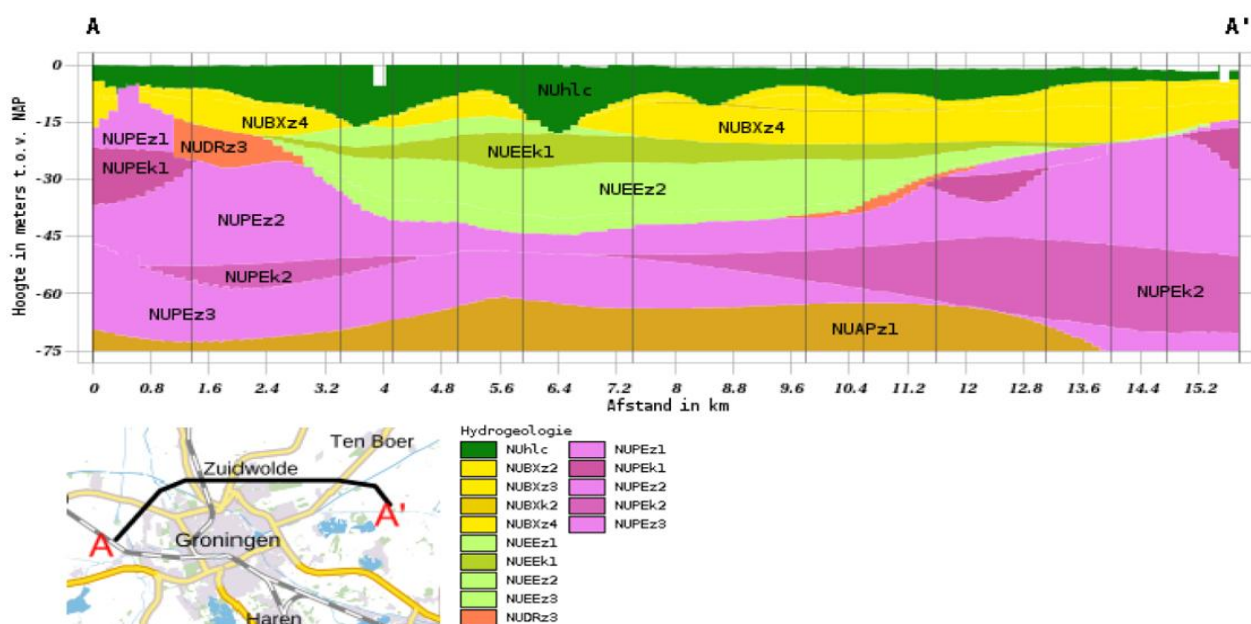 A A'
Hoogte in meters t.o.v. NAP
0
-15
-30
-45
-60
-75
NUhlc
NUBXz4
NUBXz4
NUPEz1
NUDRz3
NUEEk1
NUPEk1
NUEEz2
NUPEz2
NUPEk2
NUPEk2
NUPEz3
NUAPz1
0 0.8 1.6 2.4 3.2 4 4.8 5.6 6.4 7.2 8 8.8 9.6 10.4 11.2 12 12.8 13.6 14.4 15.2
Afstand in km
Ten Boer
Zuidwolde
A'
A
Groningen
Haren
Hydrogeologie
NUhlc NUPEz1
NUBXz2 NUPEk1
NUBXz3 NUPEz2
NUBXk2 NUPEk2
NUBXz4 NUPEz3
NUEEz1
NUEEk1
NUEEz2
NUEEz3
NUDRz3